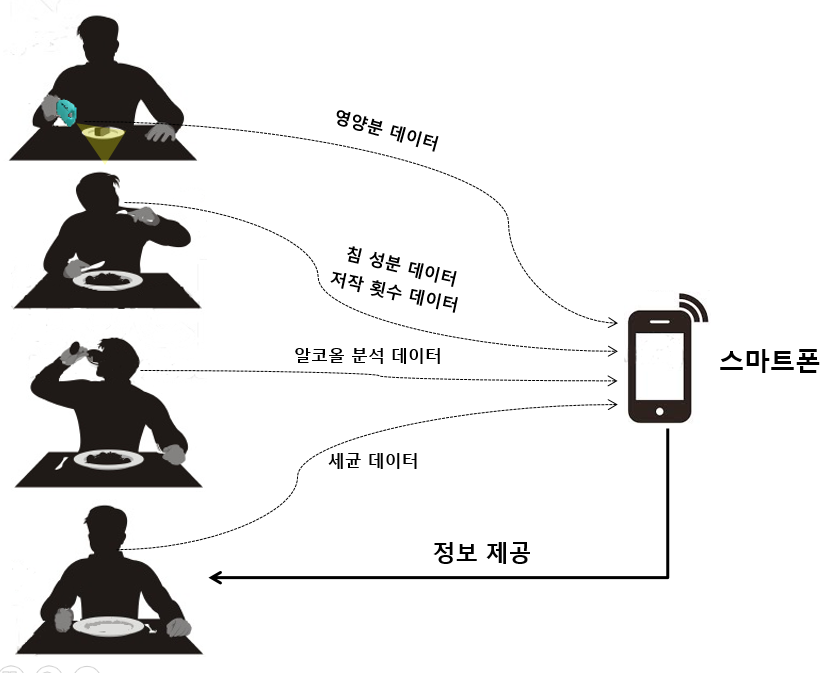 영양분 데이터
침 성분 데이터
저작 횟수 데이터
알코올 분석 데이터
스마트폰
세균 데이터
정보 제공